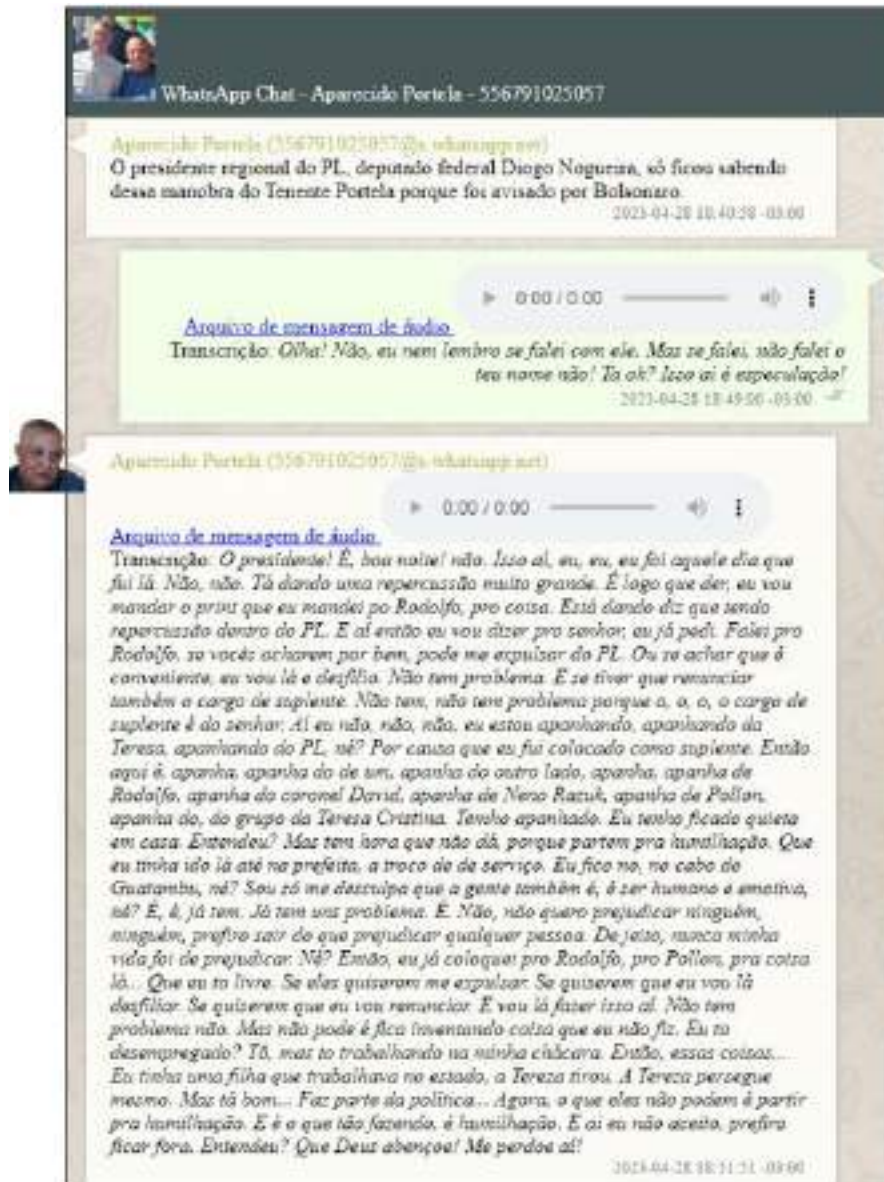 WhatsApp Chat - Aparecido Portela - 556791025057
Aparecido Portela (556791025057@s.whatsapp.net)
O presidente regional do PL, deputado federal Diogo Nogueira, só ficou sabendo
dessa manobra do Tenente Portela porque foi avisado por Bolsonaro.
2023-04-28 18:40:58 -03:00
0:00 / 0:00
Arquivo de mensagem de áudio
Transcrição: Olha! Não, eu nem lembro se falei com ele. Mas se falei, não falei o
teu nome não! Ta ok? Isso aí é especulação!
2023-04-28 18:49:00 -03:00
Aparecido Portela (556791025057@s.whatsapp.net)
0:00 / 0:00
Arquivo de mensagem de áudio
Transcrição: O presidente! É, boa noite! não. Isso aí, eu, eu, eu foi aquele dia que
fui lá. Não, não. Tá dando uma repercussão muito grande. É logo que der, eu vou
mandar o print que eu mandei po Rodolfo, pro coisa. Está dando diz que tendo
repercussão dentro do PL. E aí então eu vou dizer pro senhor, eu já pedi. Falei pro
Rodolfo, se vocês acharem por bem, pode me expulsar do PL. Ou se achar que é
conveniente, eu vou lá e desfilio. Não tem problema. E se tiver que renunciar
também o cargo de suplente. Não tem, não tem problema porque o, o, o, o cargo de
suplente é do senhor. Aí eu não, não, não, eu estou apanhando, apanhando da
Teresa, apanhando do PL, né? Por causa que eu fui colocado como suplente. Então
aqui é, apanha, apanha do de um, apanha do outro lado, apanha, apanha de
Rodolfo, apanha do coronel David, apanha de Neno Razuk, apanha de Pollon,
apanha do, do grupo da Teresa Cristina. Tenho apanhado. Eu tenho ficado quieto
em casa. Entendeu? Mas tem hora que não dá, porque partem pra humilhação. Que
eu tinha ido lá até na prefeita, a troco de de serviço. Eu fico no, no cabo do
Guatambu, né? Sou só me desculpa que a gente também é, é ser humano e emotiva,
né? É, é, já tem. Já tem uns problema. É. Não, não quero prejudicar ninguém,
ninguém, prefiro sair do que prejudicar qualquer pessoa. De jeito, nunca minha
vida foi de prejudicar. Né? Então, eu já coloquei pro Rodolfo, pro Pollon, pra coisa
lá... Que eu to livre. Se eles quiserem me expulsar. Se quiserem que eu vou lá
desfiliar. Se quiserem que eu vou renunciar. E vou lá fazer isso aí. Não tem
problema não. Mas não pode é fica inventando coisa que eu não fiz. Eu to
desempregado? Tô, mas to trabalhando na minha chácara. Então, essas coisas...
Eu tinha uma filha que trabalhava no estado, a Tereza tirou. A Tereza persegue
mesmo. Mas tá bom... Faz parte da política... Agora, o que eles não podem é partir
pra humilhação. E é o que tão fazendo, é humilhação. E ai eu não aceito, prefiro
ficar fora. Entendeu? Que Deus abençoe! Me perdoe aí!
2023-04-28 18:51:51 -03:00